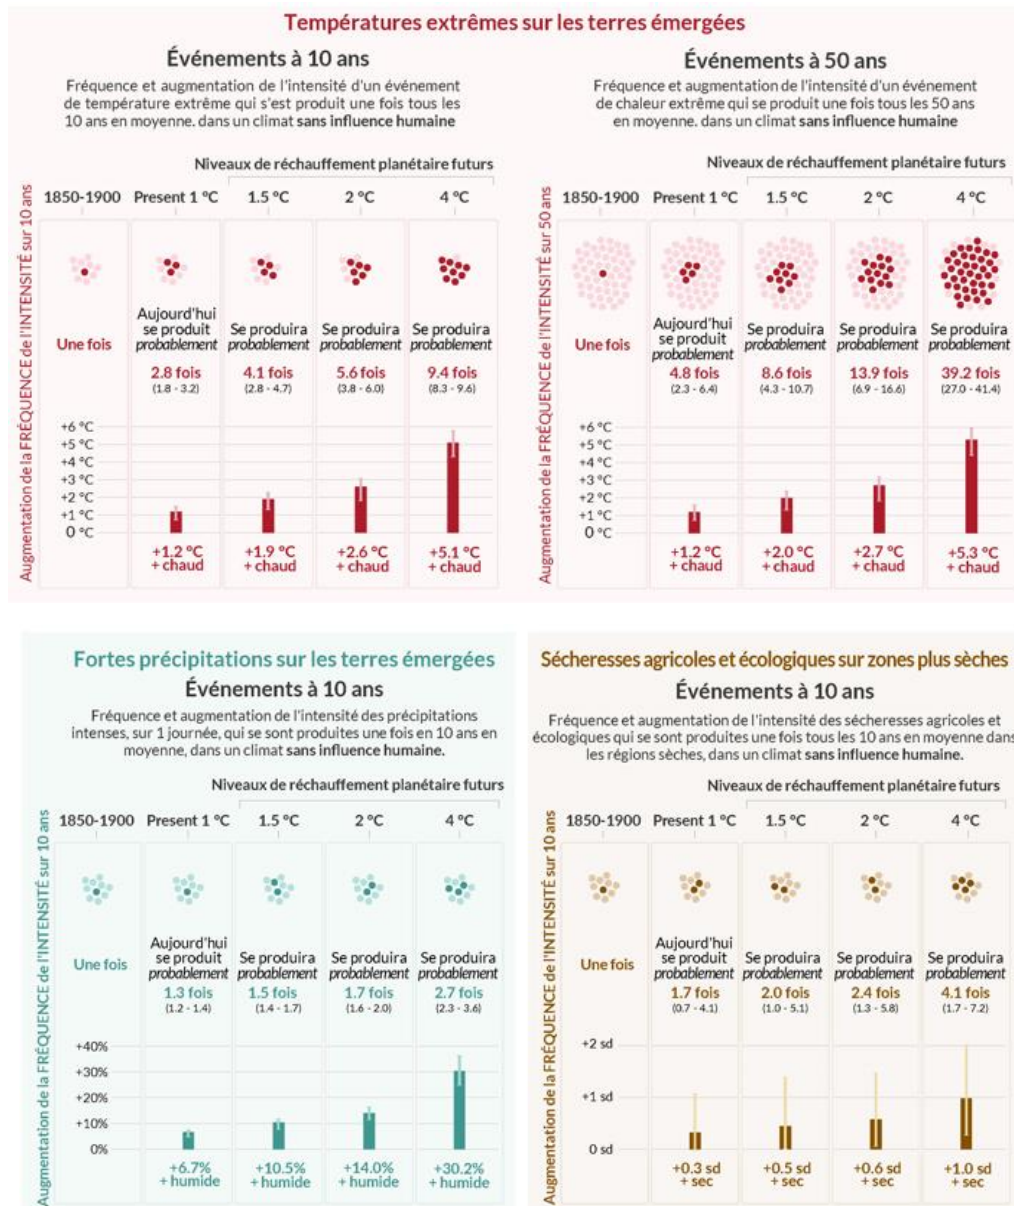 Températures extrêmes sur les terres émergées
Événements à 10 ans
Fréquence et augmentation de l'intensité d'un événement
de température extrême qui s'est produit une fois tous les
10 ans en moyenne. dans un climat sans influence humaine
Niveaux de réchauffement planétaire futurs
1850-1900 Present 1 °C 1.5 °C 2 °C 4 °C
Augmentation de la FRÉQUENCE de l'INTENSITÉ sur 10 ans
Aujourd'hui
se produit Se produira Se produira Se produira
Une fois probablement probablement probablement probablement
2.8 fois 4.1 fois 5.6 fois 9.4 fois
(1.8 - 3.2) (2.8 - 4.7) (3.8 - 6.0) (8.3 - 9.6)
+6 °C
+5 °C
+4 °C
+3 °C
+2 °C
+1 °C
0 °C
+1.2 °C +1.9 °C +2.6 °C +5.1 °C
+ chaud + chaud + chaud + chaud
Événements à 50 ans
Fréquence et augmentation de l'intensité d'un événement
de chaleur extrême qui se produit une fois tous les 50 ans
en moyenne. dans un climat sans influence humaine
Niveaux de réchauffement planétaire futurs
1850-1900 Present 1 °C 1.5 °C 2 °C 4 °C
Augmentation de la FRÉQUENCE de l'INTENSITÉ sur 50 ans
Aujourd'hui
se produit Se produira Se produira Se produira
Une fois probablement probablement probablement probablement
4.8 fois 8.6 fois 13.9 fois 39.2 fois
(2.3 - 6.4) (4.3 - 10.7) (6.9 - 16.6) (27.0 - 41.4)
+6 °C
+5 °C
+4 °C
+3 °C
+2 °C
+1 °C
0 °C
+1.2 °C +2.0 °C +2.7 °C +5.3 °C
+ chaud + chaud + chaud + chaud
Fortes précipitations sur les terres émergées
Événements à 10 ans
Fréquence et augmentation de l'intensité des précipitations
intenses, sur 1 journée, qui se sont produites une fois en 10 ans en
moyenne, dans un climat sans influence humaine.
Niveaux de réchauffement planétaire futurs
1850-1900 Present 1 °C 1.5 °C 2 °C 4 °C
Augmentation de la FRÉQUENCE de l'INTENSITÉ sur 10 ans
Aujourd'hui
se produit Se produira Se produira Se produira
Une fois probablement probablement probablement probablement
1.3 fois 1.5 fois 1.7 fois 2.7 fois
(1.2 - 1.4) (1.4 - 1.7) (1.6 - 2.0) (2.3 - 3.6)
+40%
+30%
+20%
+10%
0%
+6.7% +10.5% +14.0% +30.2%
+ humide + humide + humide + humide
Sécheresses agricoles et écologiques sur zones plus sèches
Événements à 10 ans
Fréquence et augmentation de l'intensité des sécheresses agricoles et
écologiques qui se sont produites une fois tous les 10 ans en moyenne dans
les régions sèches, dans un climat sans influence humaine.
Niveaux de réchauffement planétaire futurs
1850-1900 Present 1 °C 1.5 °C 2 °C 4 °C
Augmentation de la FRÉQUENCE de l'INTENSITÉ sur 10 ans
Aujourd'hui
se produit Se produira Se produira Se produira
Une fois probablement probablement probablement probablement
1.7 fois 2.0 fois 2.4 fois 4.1 fois
(0.7 - 4.1) (1.0 - 5.1) (1.3 - 5.8) (1.7 - 7.2)
+2 sd
+1 sd
0 sd
+0.3 sd +0.5 sd +0.6 sd +1.0 sd
+ sec + sec + sec + sec